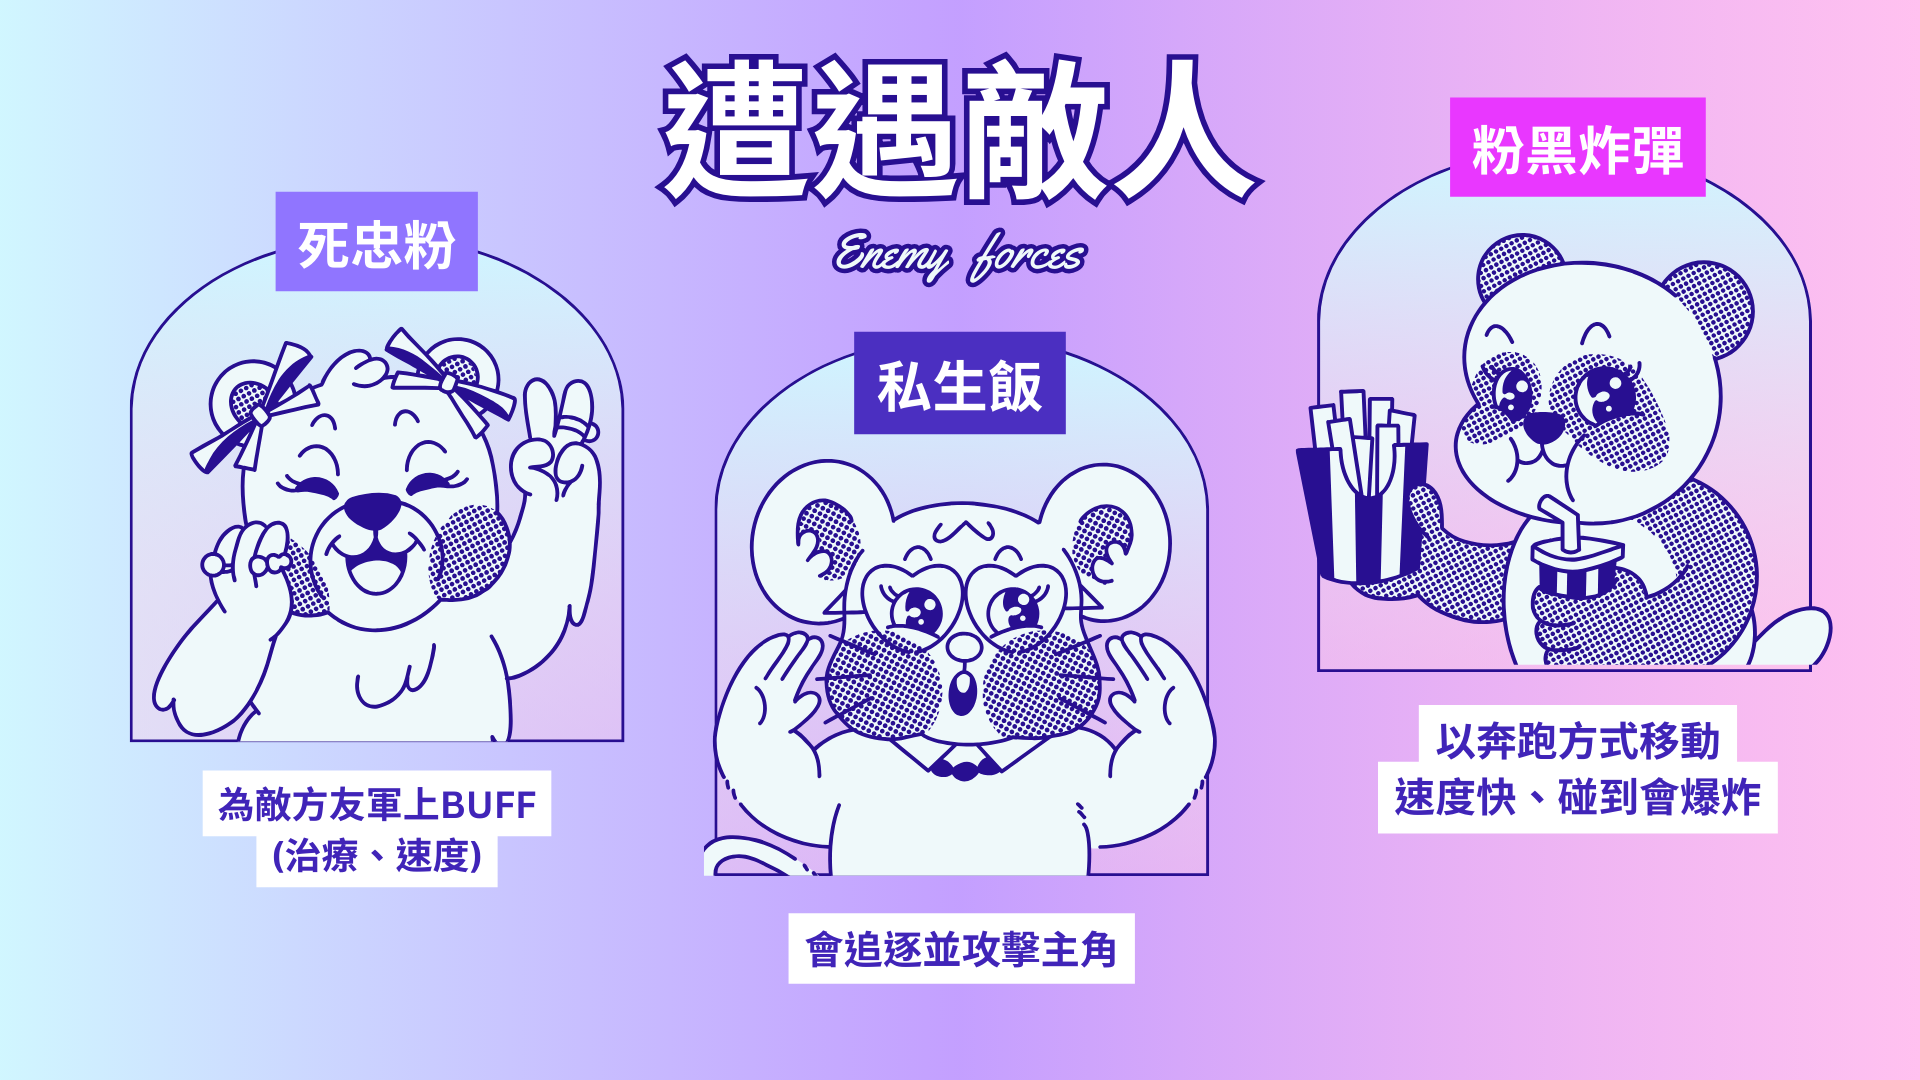 遭遇敵人
Enemy forces
死忠粉
為敵方友軍上BUFF
(治療、速度)
私生飯
會追逐並攻擊主角
粉黑炸彈
以奔跑方式移動
速度快、碰到會爆炸